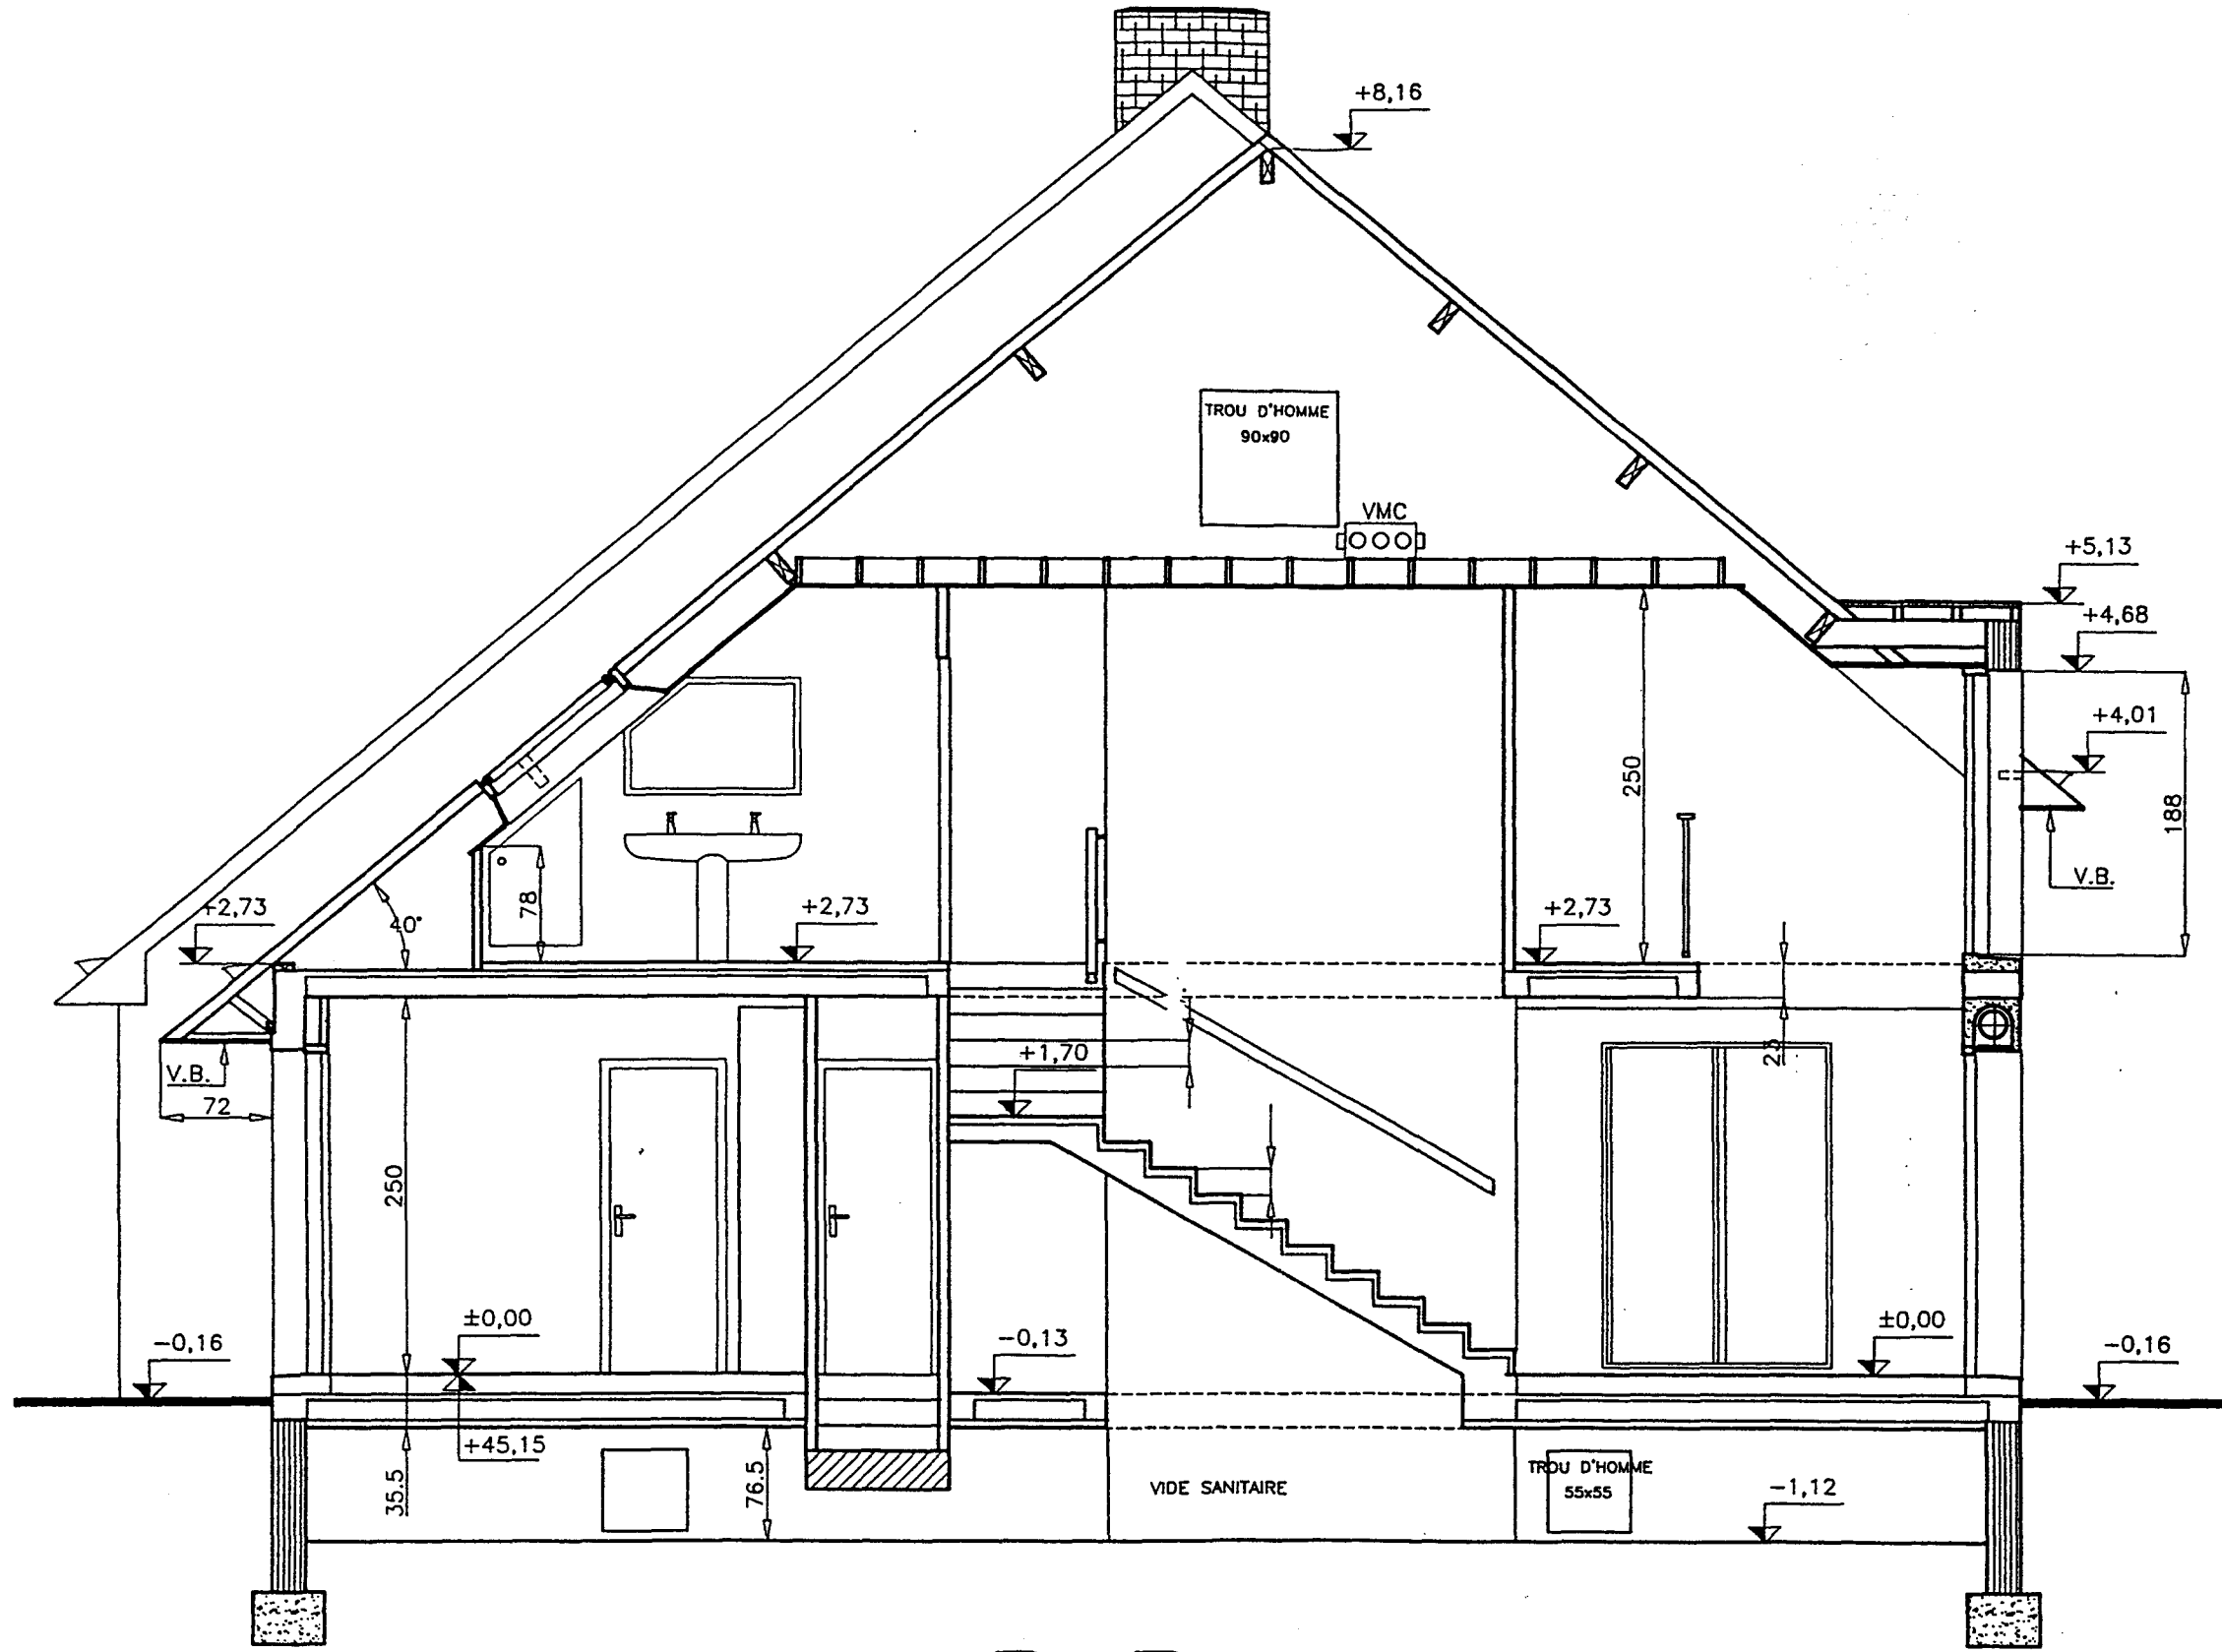 +8,16
TROU D'HOMME
90x90
VMC
+5,13
+4,68
+4,01
250
188
V.B.
78
40°
+2,73
+2,73
+2,73
+1,70
V.B.
72
250
±0,00
±0,00
-0,16
-0,13
-0,16
+45,15
35.5
76.5
VIDE SANITAIRE
TROU D'HOMME
55x55
-1,12